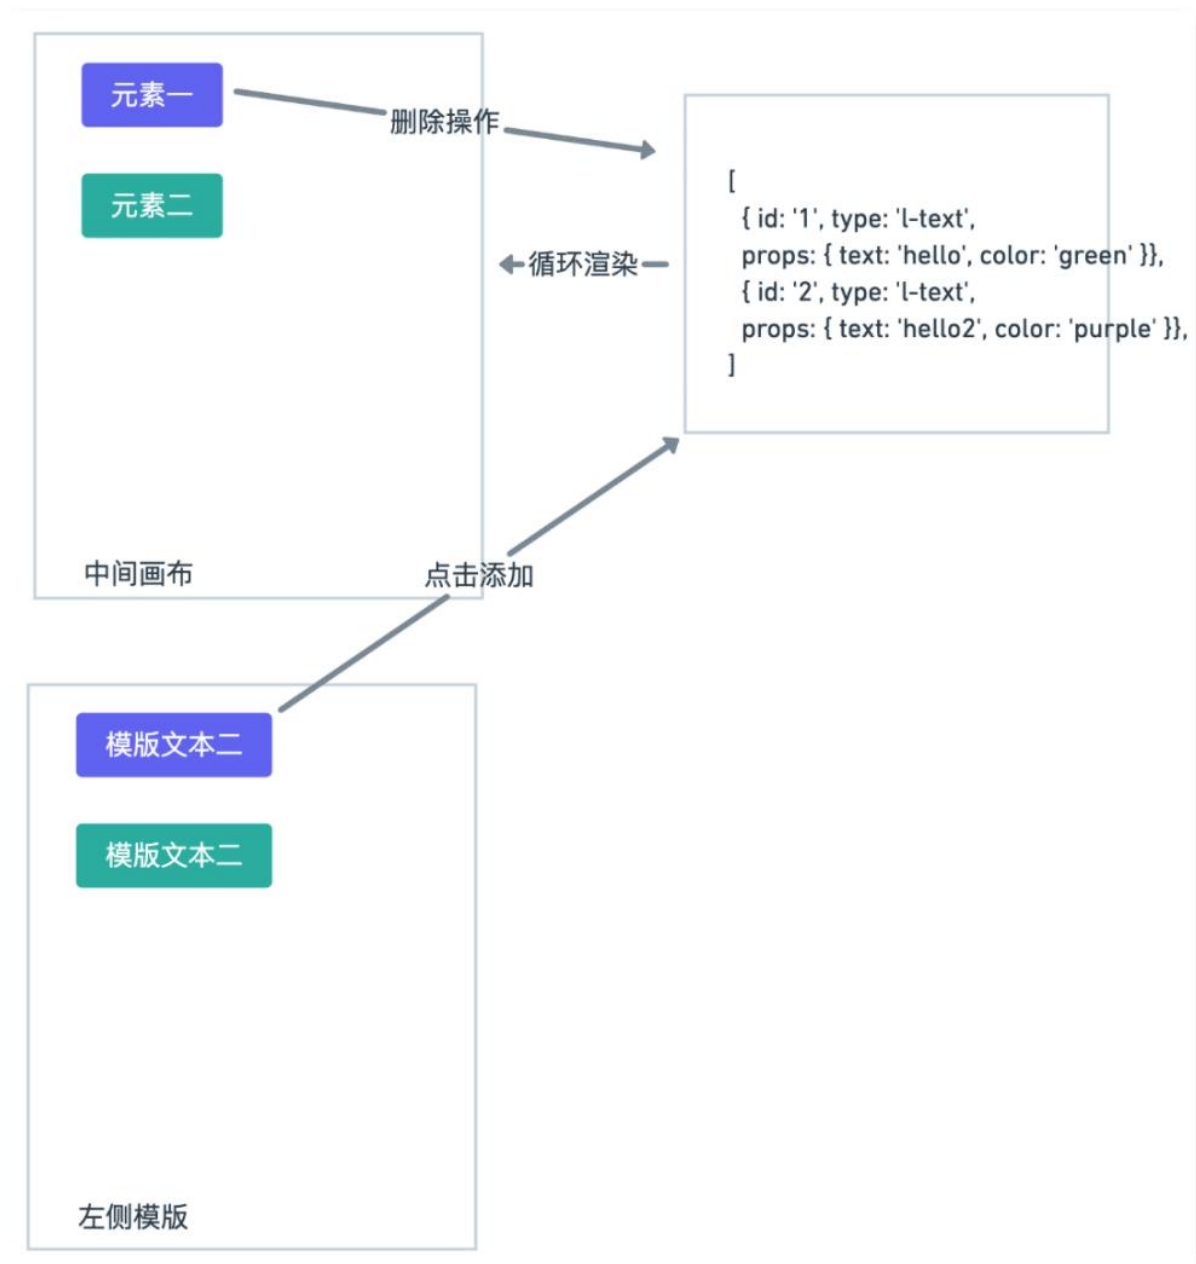 元素一
删除操作
元素二
循环渲染
[
{ id: '1', type: 'l-text',
props: { text: 'hello', color: 'green' }},
{ id: '2', type: 'l-text',
props: { text: 'hello2', color: 'purple' }},
]
中间画布
点击添加
模版文本二
模版文本二
左侧模版